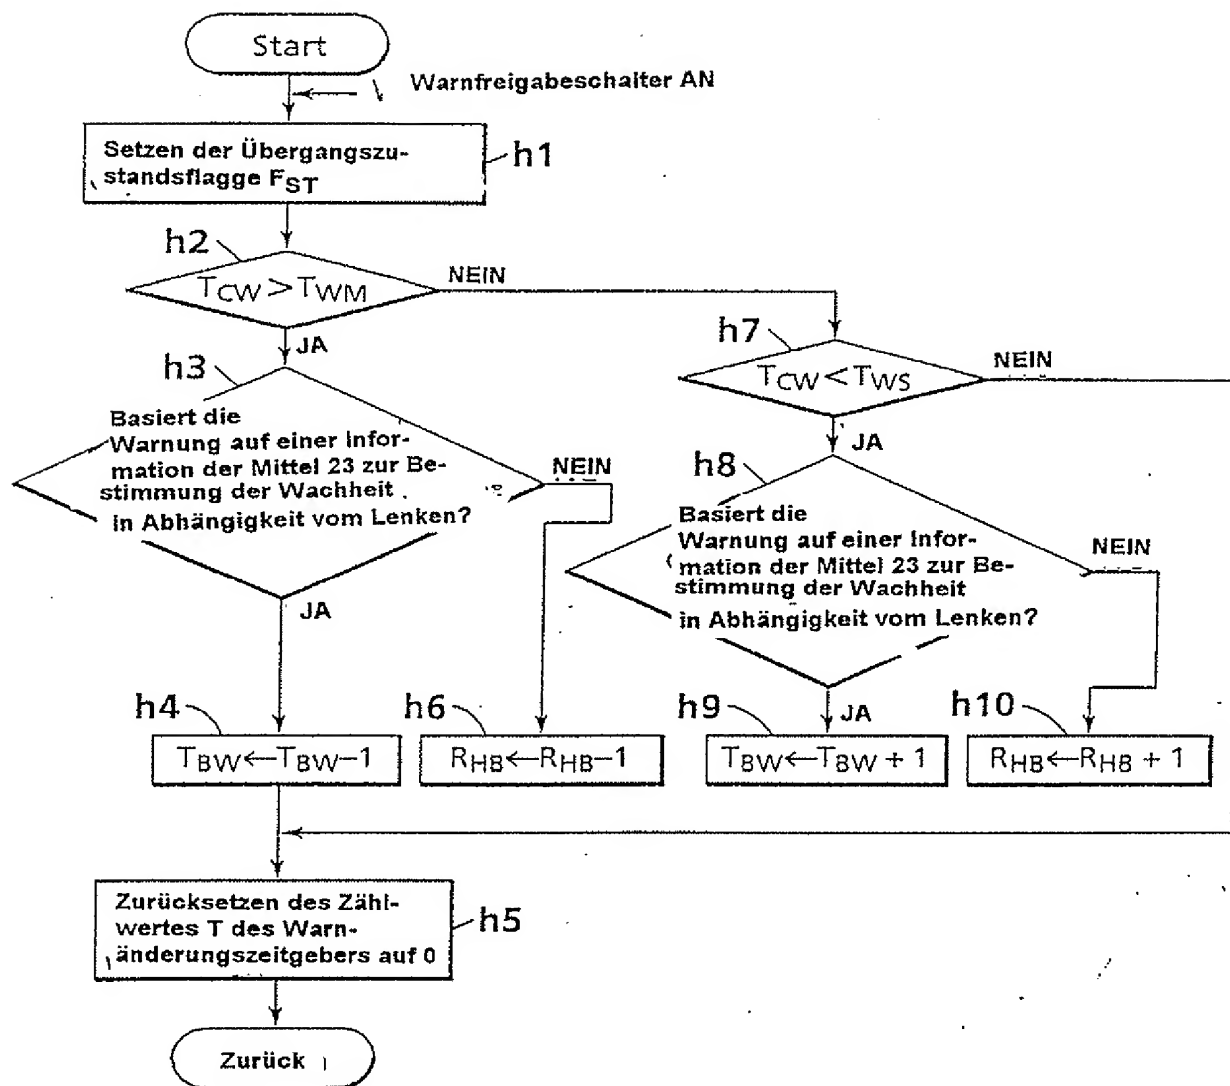 Start
Warnfreigabeschalter AN
Setzen der Übergangszu-
standsflagge FST
h1
h2
TCW>TWM
NEIN
JA
h3
Basiert die
Warnung auf einer Infor-
mation der Mittel 23 zur Be-
stimmung der Wachheit
in Abhängigkeit vom Lenken?
NEIN
JA
h7
TCW<TWS
NEIN
JA
h8
Basiert die
Warnung auf einer Infor-
mation der Mittel 23 zur Be-
stimmung der Wachheit
in Abhängigkeit vom Lenken?
NEIN
JA
h4
TBW←TBW–1
h6
RHB←RHB–1
h9
TBW←TBW+1
h10
RHB←RHB+1
Zurücksetzen des Zähl-
wertes T des Warn-
änderungszeitgebers auf 0
h5
Zurück